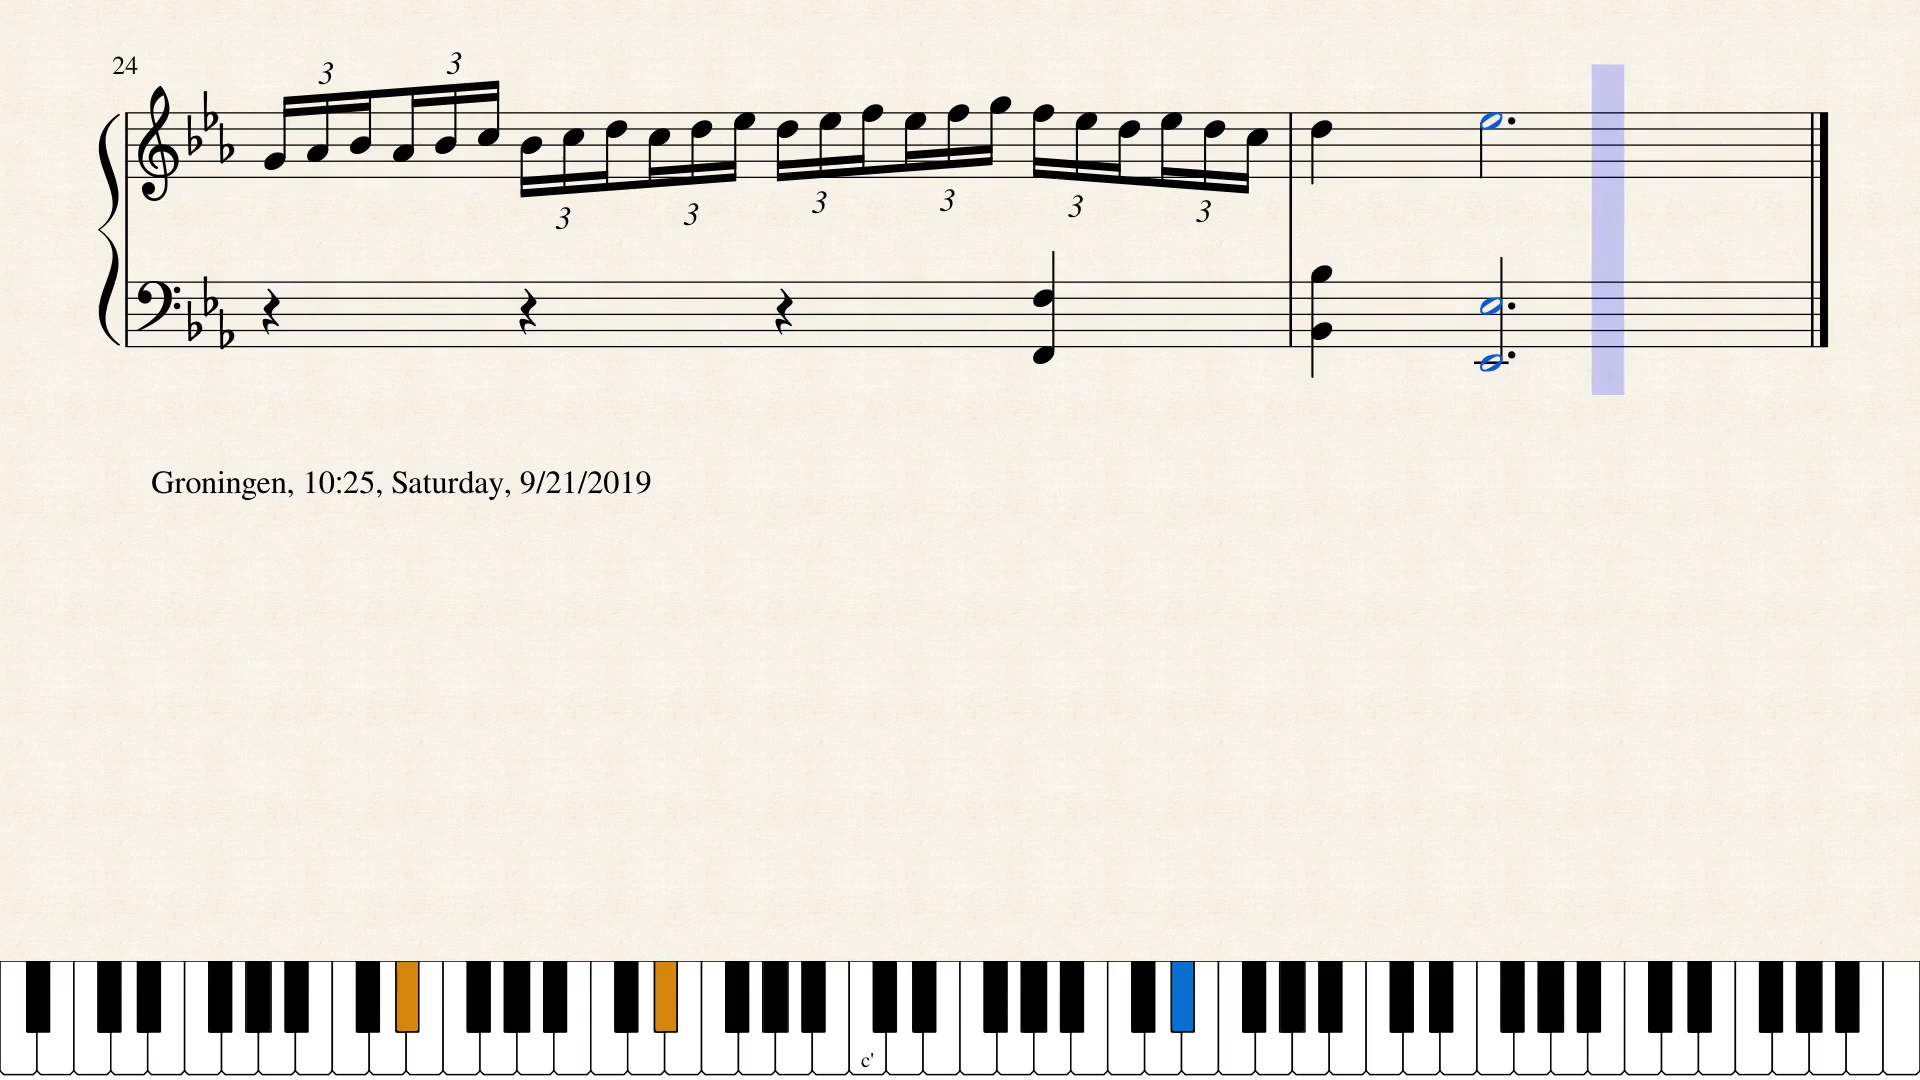 24
3 3
3 3 3 3 3 3
Groningen, 10:25, Saturday, 9/21/2019
c'